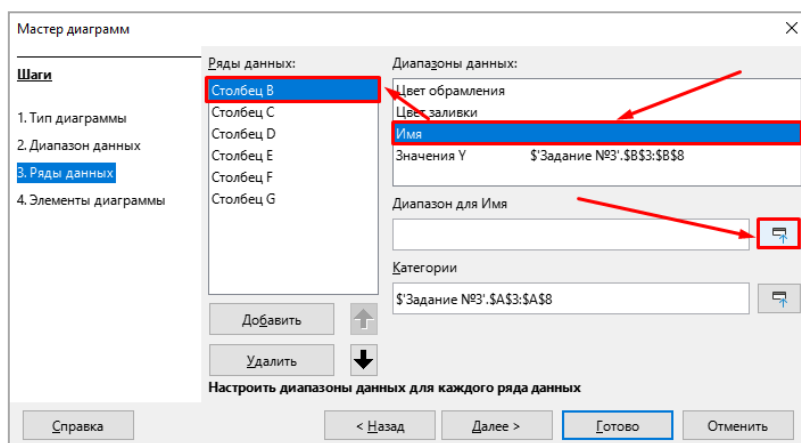 Мастер диаграмм
Шаги
1. Тип диаграммы
2. Диапазон данных
3. Ряды данных
4. Элементы диаграммы
Ряды данных:
Столбец B
Столбец C
Столбец D
Столбец E
Столбец F
Столбец G
Добавить
Удалить
Диапазоны данных:
Цвет обрамления
Цвет заливки
Имя
Значения Y $'Задание №3'.$B$3:$B$8
Диапазон для Имя
Категории
$'Задание №3'.$A$3:$A$8
Настроить диапазоны данных для каждого ряда данных
Справка
< Назад
Далее >
Готово
Отменить